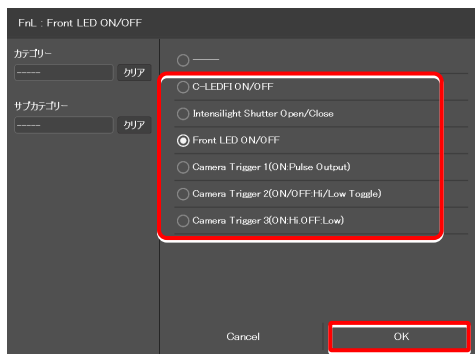 FnL : Front LED ON/OFF
カテゴリー
-----
クリア
サブカテゴリー
-----
クリア
-----
C-LEDFI ON/OFF
Intensilight Shutter Open/Close
Front LED ON/OFF
Camera Trigger 1(ON:Pulse Output)
Camera Trigger 2(ON/OFF:Hi/Low Toggle)
Camera Trigger 3(ON:Hi.OFF:Low)
Cancel
OK